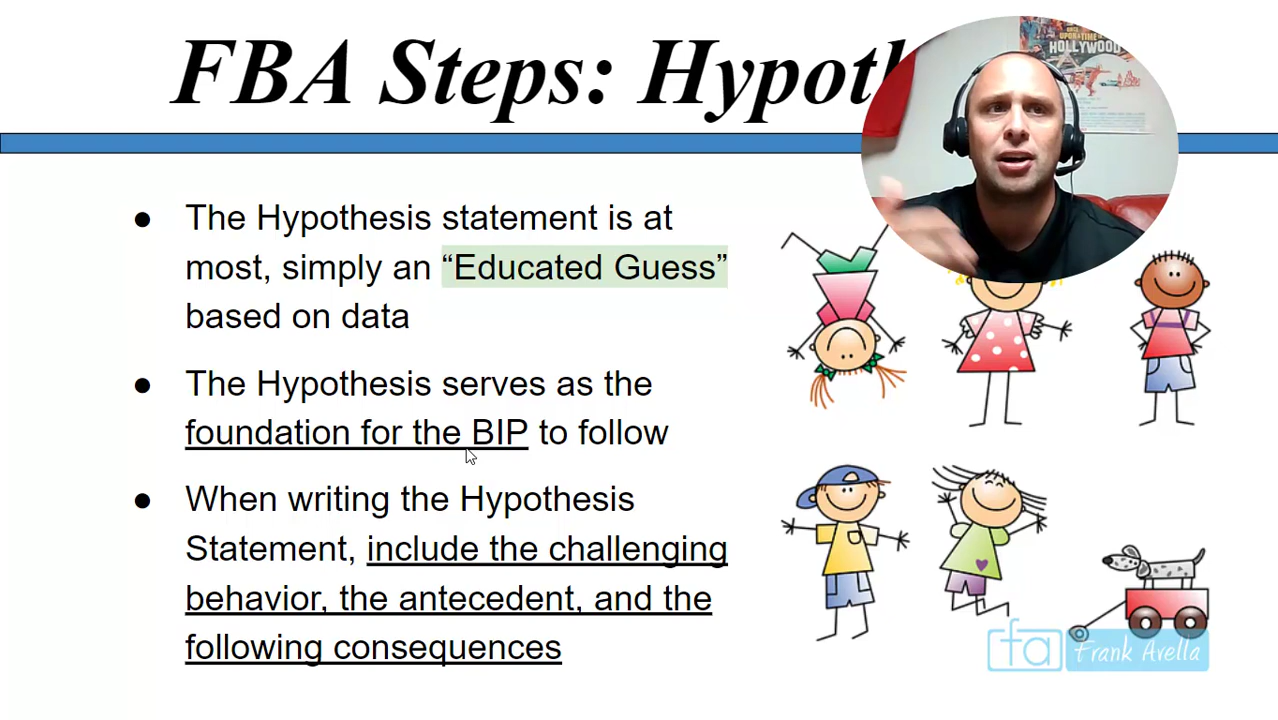 FBA Steps: Hypoth
HOLLYWOOD
The Hypothesis statement is at
most, simply an “Educated Guess”
based on data
The Hypothesis serves as the
foundation for the BIP to follow
When writing the Hypothesis
Statement, include the challenging
behavior, the antecedent, and the
following consequences
fa Frank Avella